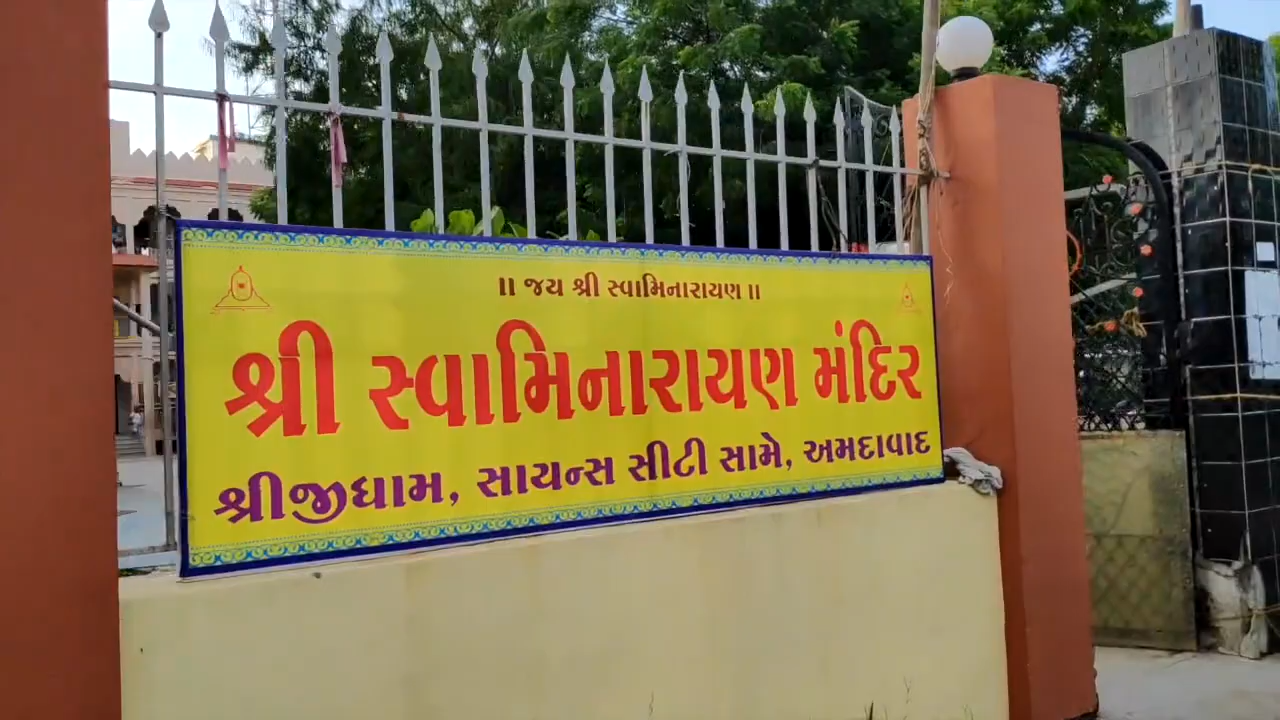 ॥ જય શ્રી સ્વામિનારાયણ ॥
શ્રી સ્વામિનારાયણ મંદિર
શ્રીજીધામ, સાયન્સ સીટી સામે, અમદાવાદ